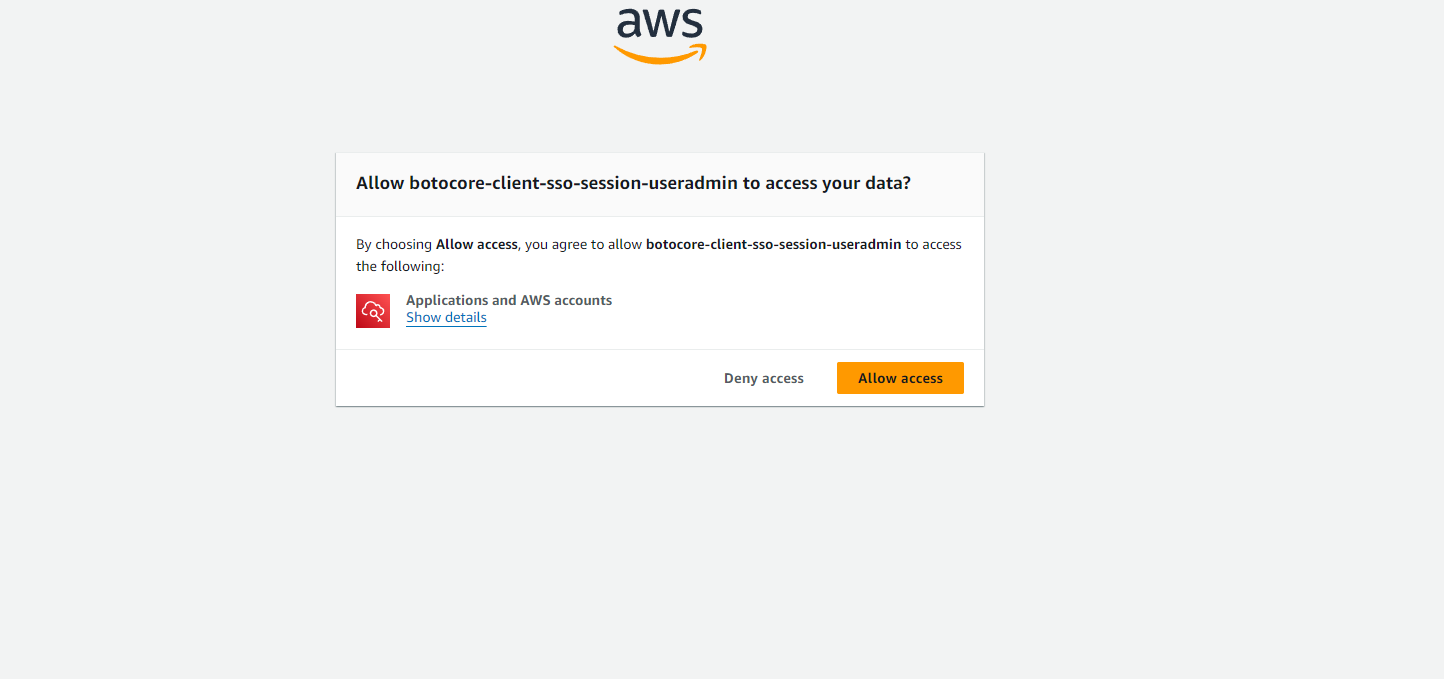 aws
Allow botocore-client-sso-session-useradmin to access your data?
By choosing Allow access, you agree to allow botocore-client-sso-session-useradmin to access
the following:
Applications and AWS accounts
Show details
Deny access
Allow access